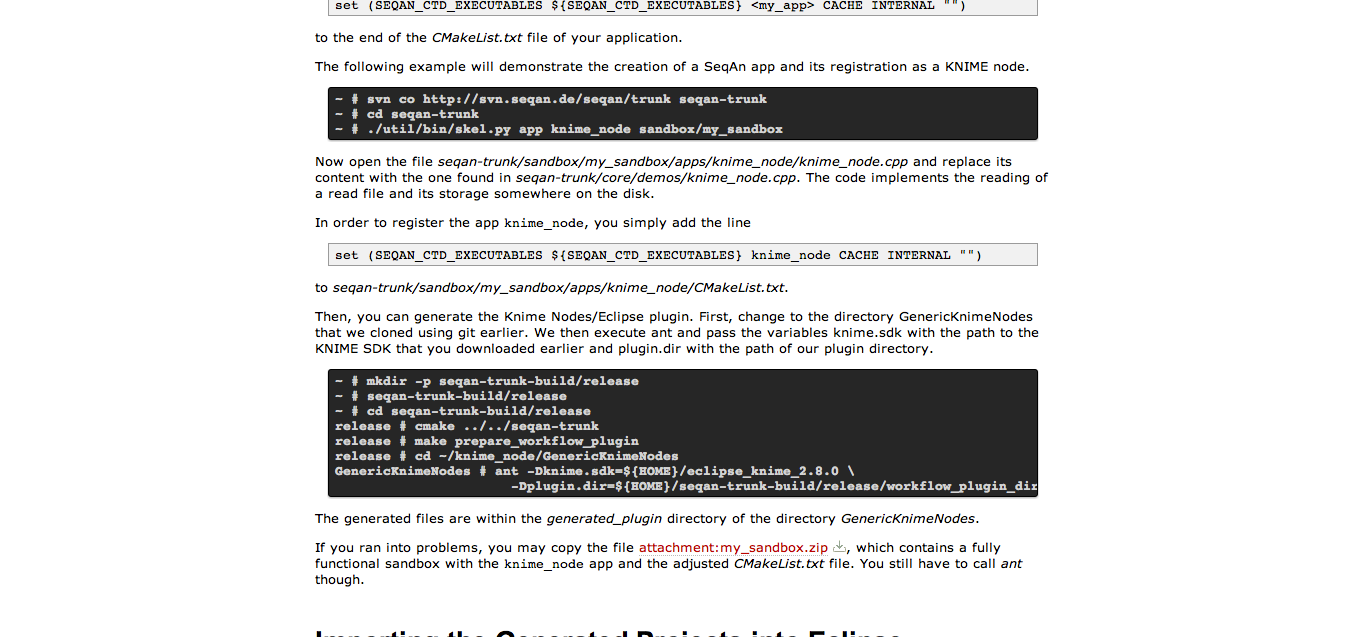 set (SEQAN_CTD_EXECUTABLES ${SEQAN_CTD_EXECUTABLES} <my_app> CACHE INTERNAL "")
to the end of the CMakeList.txt file of your application.
The following example will demonstrate the creation of a SeqAn app and its registration as a KNIME node.
~ # svn co http://svn.seqan.de/seqan/trunk seqan-trunk
~ # cd seqan-trunk
~ # ./util/bin/skel.py app knime_node sandbox/my_sandbox
Now open the file seqan-trunk/sandbox/my_sandbox/apps/knime_node/knime_node.cpp and replace its
content with the one found in seqan-trunk/core/demos/knime_node.cpp. The code implements the reading of
a read file and its storage somewhere on the disk.
In order to register the app knime_node, you simply add the line
set (SEQAN_CTD_EXECUTABLES ${SEQAN_CTD_EXECUTABLES} knime_node CACHE INTERNAL "")
to seqan-trunk/sandbox/my_sandbox/apps/knime_node/CMakeList.txt.
Then, you can generate the Knime Nodes/Eclipse plugin. First, change to the directory GenericKnimeNodes
that we cloned using git earlier. We then execute ant and pass the variables knime.sdk with the path to the
KNIME SDK that you downloaded earlier and plugin.dir with the path of our plugin directory.
~ # mkdir -p seqan-trunk-build/release
~ # seqan-trunk-build/release
~ # cd seqan-trunk-build/release
release # cmake ../../seqan-trunk
release # make prepare_workflow_plugin
release # cd ~/knime_node/GenericKnimeNodes
GenericKnimeNodes # ant -Dknime.sdk=${HOME}/eclipse_knime_2.8.0 \
-Dplugin.dir=${HOME}/seqan-trunk-build/release/workflow_plugin_dir
The generated files are within the generated_plugin directory of the directory GenericKnimeNodes.
If you ran into problems, you may copy the file attachment:my_sandbox.zip, which contains a fully
functional sandbox with the knime_node app and the adjusted CMakeList.txt file. You still have to call ant
though.
Importing the Generated Projects into Eclipse